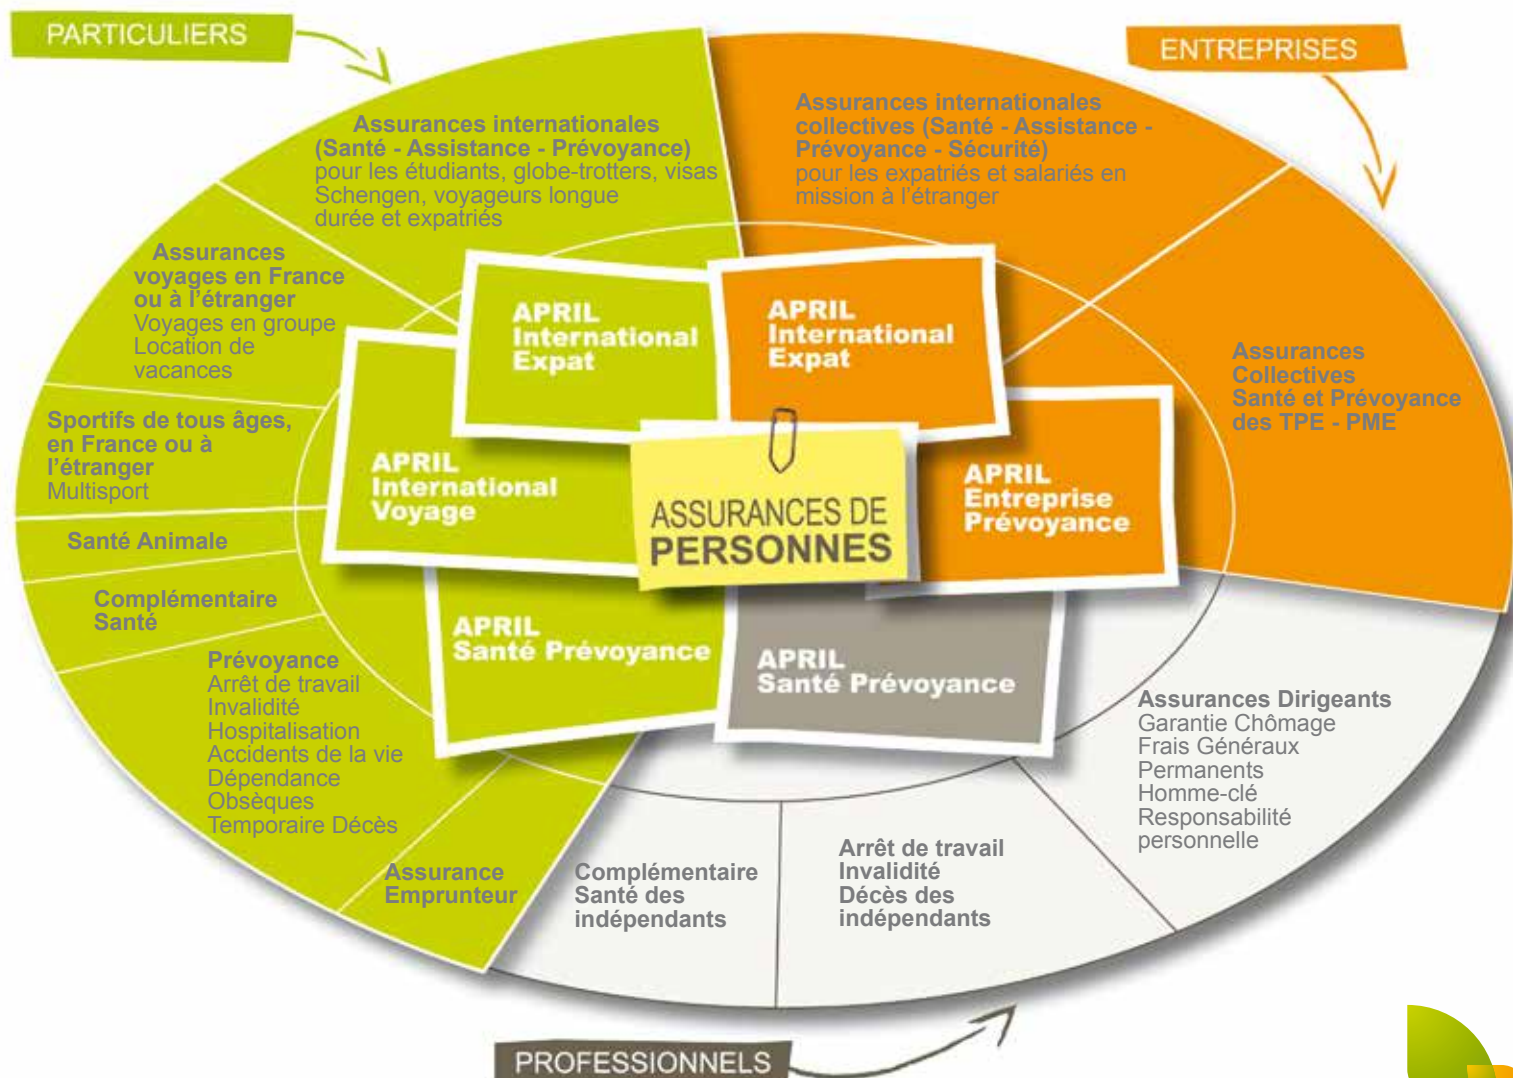 PARTICULIERS
ENTREPRISES
Assurances internationales
(Santé - Assistance - Prévoyance)
pour les étudiants, globe-trotters, visas
Schengen, voyageurs longue
durée et expatriés
Assurances internationales
collectives (Santé - Assistance -
Prévoyance - Sécurité)
pour les expatriés et salariés en
mission à l’étranger
Assurances
voyages en France
ou à l’étranger
Voyages en groupe
Location de
vacances
APRIL
International
Expat
APRIL
International
Expat
Assurances
Collectives
Santé et Prévoyance
des TPE - PME
Sportifs de tous âges,
en France ou à
l’étranger
Multisport
APRIL
International
Voyage
ASSURANCES DE
PERSONNES
APRIL
Entreprise
Prévoyance
Santé Animale
Complémentaire
Santé
APRIL
Santé Prévoyance
APRIL
Santé Prévoyance
Prévoyance
Arrêt de travail
Invalidité
Hospitalisation
Accidents de la vie
Dépendance
Obsèques
Temporaire Décès
Assurances Dirigeants
Garantie Chômage
Frais Généraux
Permanents
Homme-clé
Responsabilité
personnelle
Assurance
Emprunteur
Complémentaire
Santé des
indépendants
Arrêt de travail
Invalidité
Décès des
indépendants
PROFESSIONNELS